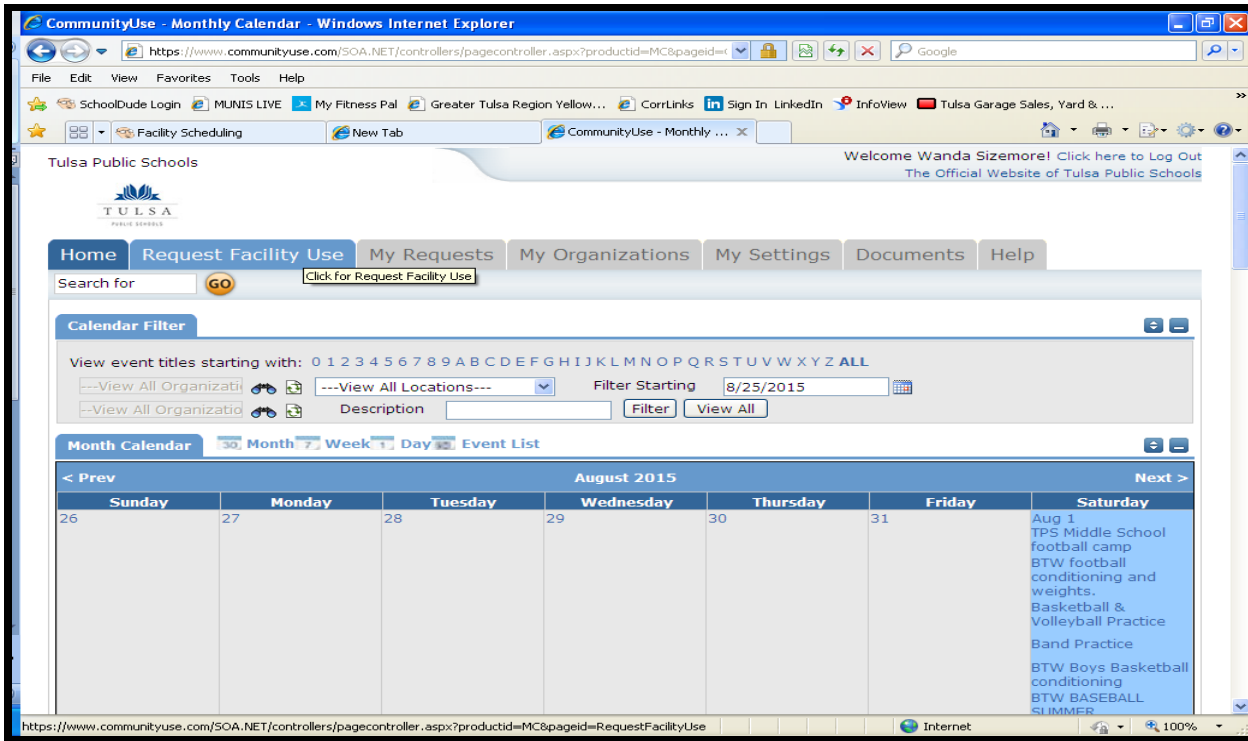 CommunityUse - Monthly Calendar - Windows Internet Explorer
https://www.communityuse.com/SOA.NET/controllers/pagecontroller.aspx?productid=MC&pageid=
Google
File Edit View Favorites Tools Help
SchoolDude Login MUNIS LIVE My Fitness Pal Greater Tulsa Region Yellow... CorrLinks Sign In LinkedIn InfoView Tulsa Garage Sales, Yard & ...
Facility Scheduling New Tab CommunityUse - Monthly ...
Tulsa Public Schools
Welcome Wanda Sizemore! Click here to Log Out
The Official Website of Tulsa Public Schools
TULSA
PUBLIC SCHOOLS
Home Request Facility Use My Requests My Organizations My Settings Documents Help
Click for Request Facility Use
Search for GO
Calendar Filter
View event titles starting with: 0 1 2 3 4 5 6 7 8 9 A B C D E F G H I J K L M N O P Q R S T U V W X Y Z ALL
---View All Organizati ---View All Locations--- Filter Starting 8/25/2015
--View All Organizatio Description Filter View All
Month Calendar 30 Month 7 Week 1 Day Event List
< Prev August 2015 Next >
Sunday Monday Tuesday Wednesday Thursday Friday Saturday
26 27 28 29 30 31 Aug 1
TPS Middle School
football camp
BTW football
conditioning and
weights.
Basketball &
Volleyball Practice
Band Practice
BTW Boys Basketball
conditioning
BTW BASEBALL
SUMMER
https://www.communityuse.com/SOA.NET/controllers/pagecontroller.aspx?productid=MC&pageid=RequestFacilityUse Internet 100%